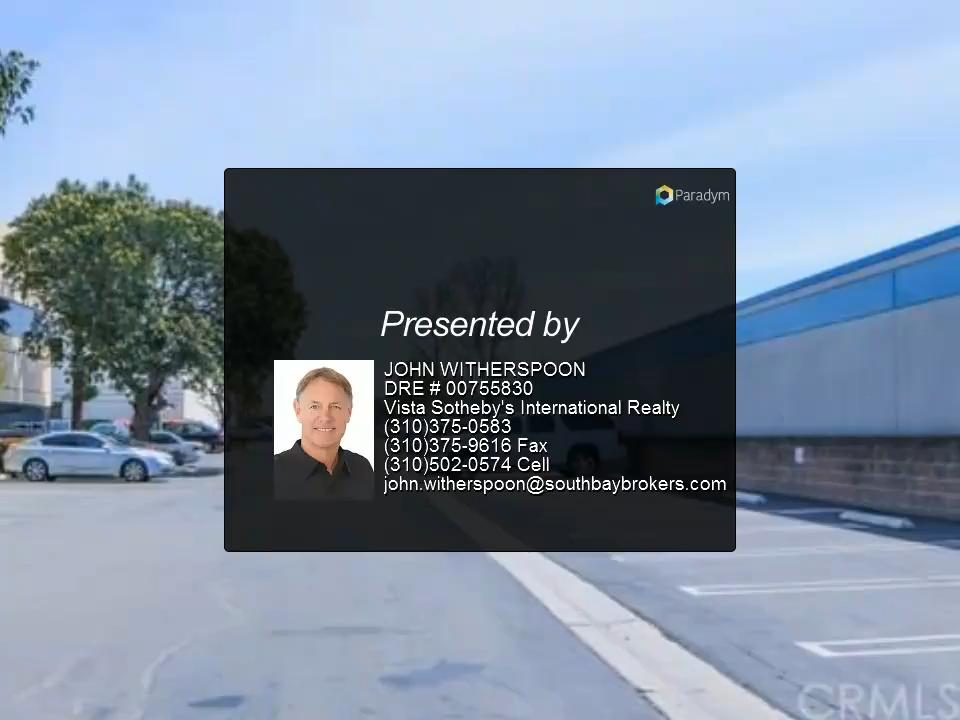 Paradym
Presented by
JOHN WITHERSPOON
DRE # 00755830
Vista Sotheby's International Realty
(310)375-0583
(310)375-9616 Fax
(310)502-0574 Cell
john.witherspoon@southbaybrokers.com
CRMLS